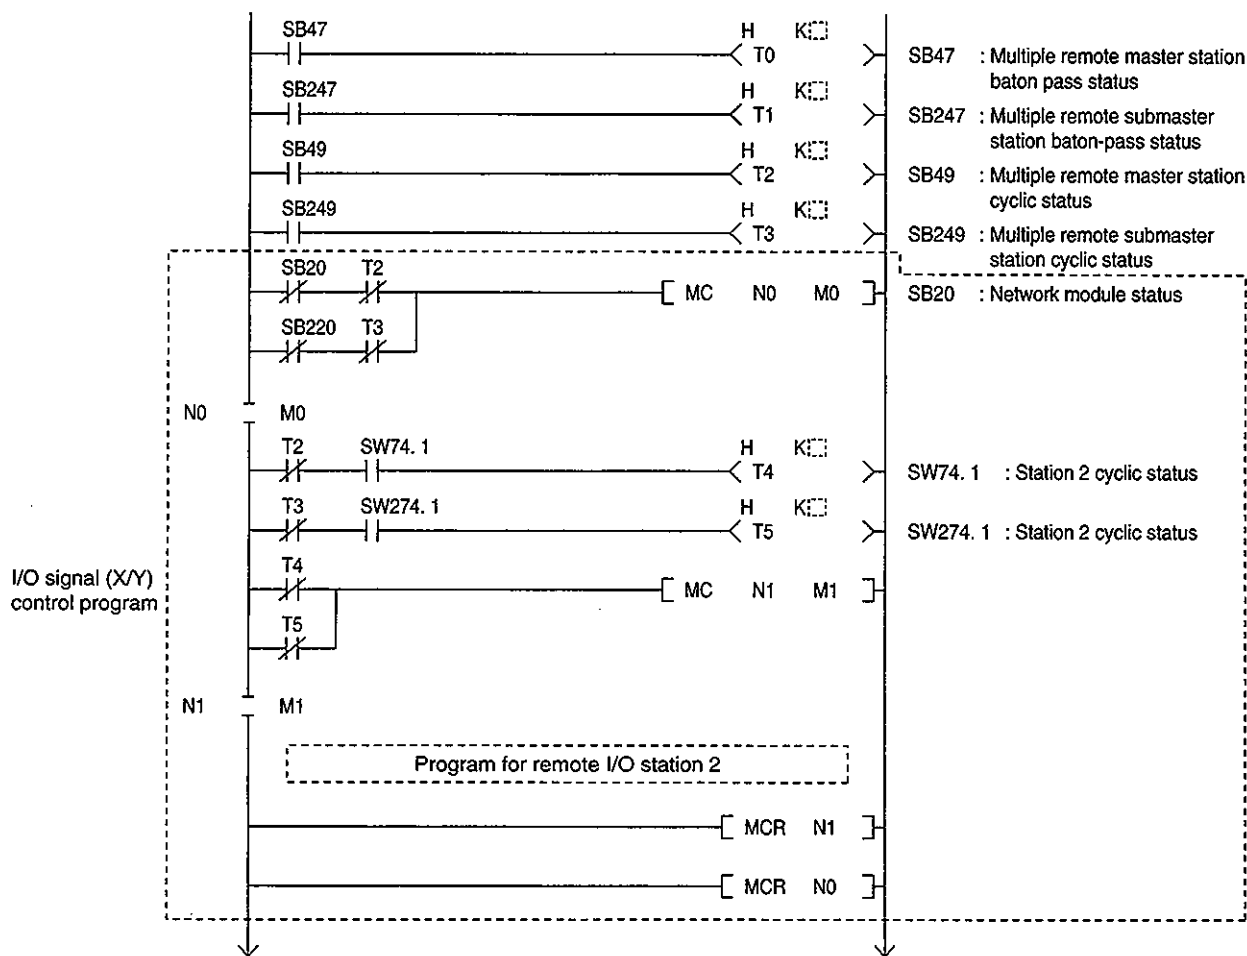 SB47 H K
T0 SB47 : Multiple remote master station
baton pass status
SB247 H K
T1 SB247 : Multiple remote submaster
station baton-pass status
SB49 H K
T2 SB49 : Multiple remote master station
cyclic status
SB249 H K
T3 SB249 : Multiple remote submaster
station cyclic status
SB20 T2
MC N0 M0 SB20 : Network module status
SB220 T3
N0 M0
T2 SW74. 1 H K
T4 SW74. 1 : Station 2 cyclic status
T3 SW274. 1 H K
T5 SW274. 1 : Station 2 cyclic status
I/O signal (X/Y)
control program
T4
MC N1 M1
T5
N1 M1
Program for remote I/O station 2
MCR N1
MCR N0